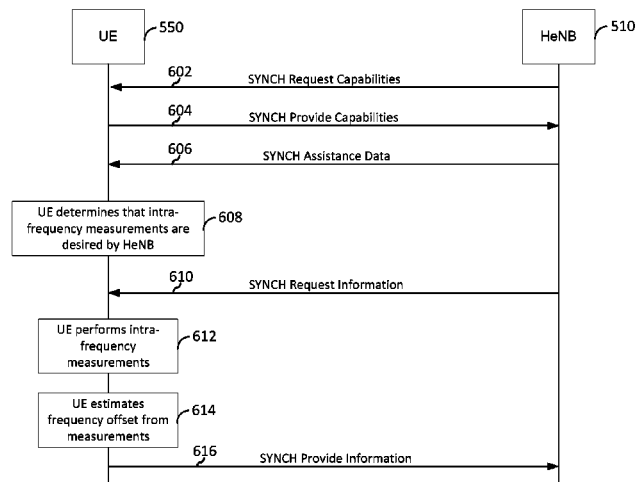 UE
550
HeNB
510
602
SYNCH Request Capabilities
604
SYNCH Provide Capabilities
606
SYNCH Assistance Data
UE determines that intra-
frequency measurements are
desired by HeNB
608
610
SYNCH Request Information
UE performs intra-
frequency
measurements
612
UE estimates
frequency offset from
measurements
614
616
SYNCH Provide Information